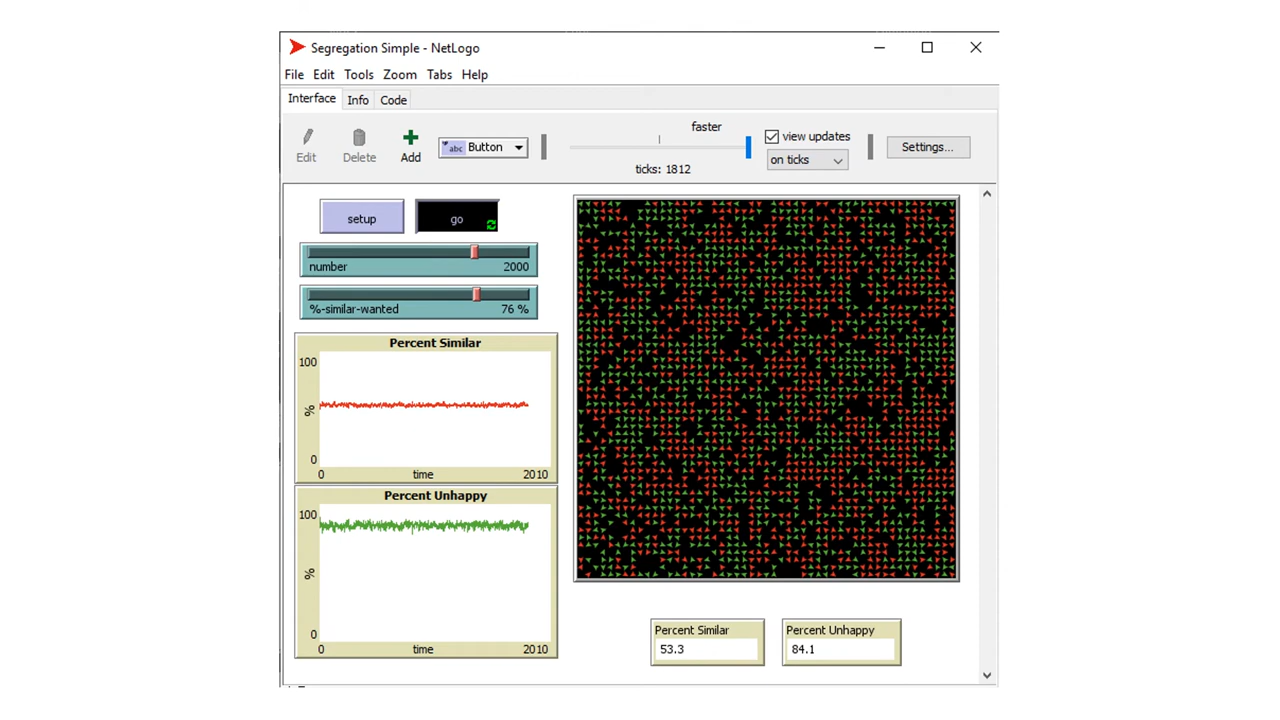 Segregation Simple - NetLogo
File Edit Tools Zoom Tabs Help
Interface Info Code
Edit Delete Add abc Button faster ticks: 1812 view updates on ticks Settings...
setup go
number 2000
%-similar-wanted 76 %
Percent Similar
100
%
0
0 time 2010
Percent Unhappy
100
%
0
0 time 2010
Percent Similar
53.3
Percent Unhappy
84.1